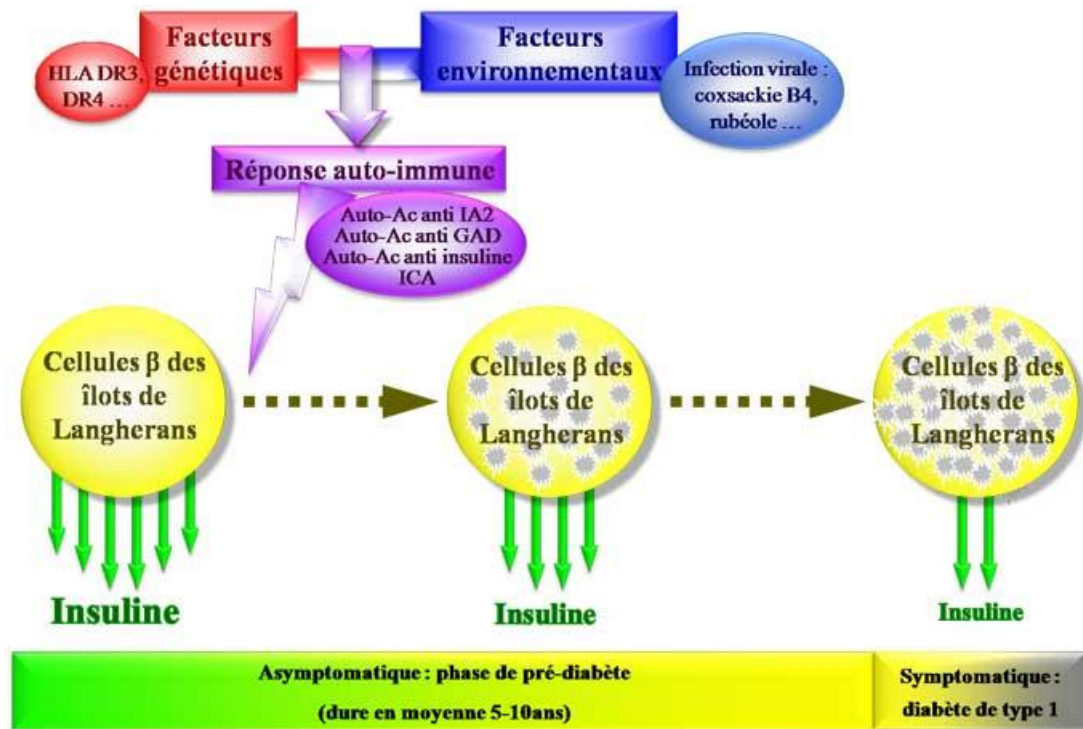 Facteurs
génétiques
Facteurs
environnementaux
HLA DR3,
DR4 ...
Infection virale :
coxsackie B4,
rubéole ...
Réponse auto-immune
Auto-Ac anti IA2
Auto-Ac anti GAD
Auto-Ac anti insuline
ICA
Cellules β des
îlots de
Langherans
Cellules β des
îlots de
Langherans
Cellules β des
îlots de
Langherans
Insuline
Insuline
Insuline
Asymptomatique : phase de pré-diabète
(dure en moyenne 5-10ans)
Symptomatique :
diabète de type 1